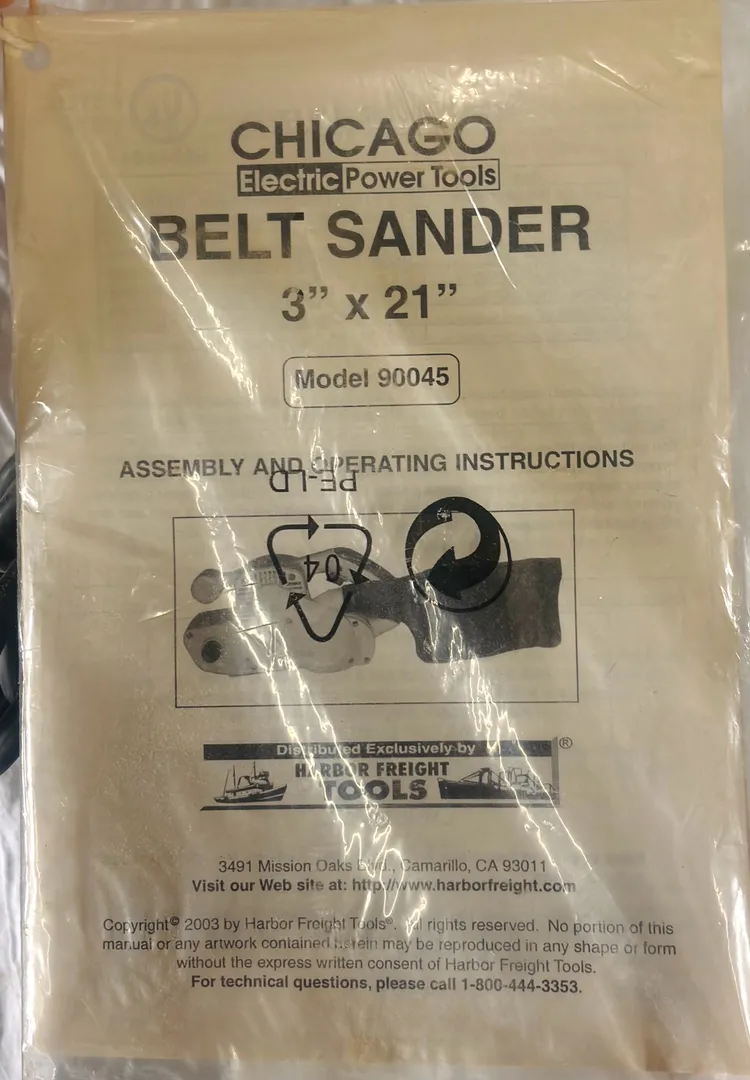 CHICAGO
Electric Power Tools
BELT SANDER
3” x 21”
Model 90045
ASSEMBLY AND OPERATING INSTRUCTIONS
PE-LD
04
Distributed Exclusively by
®
HARBOR FREIGHT
TOOLS
3491 Mission Oaks Blvd., Camarillo, CA 93011
Visit our Web site at: http://www.harborfreight.com
Copyright© 2003 by Harbor Freight Tools®. All rights reserved. No portion of this
manual or any artwork contained herein may be reproduced in any shape or form
without the express written consent of Harbor Freight Tools.
For technical questions, please call 1-800-444-3353.